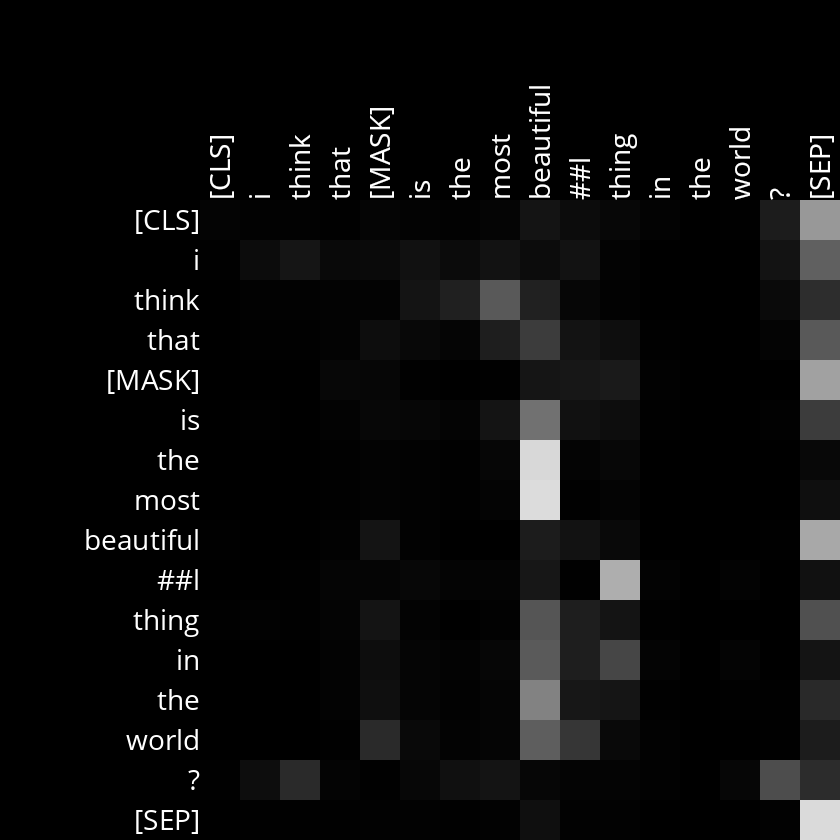 [CLS] i think that [MASK] is the most beautiful ##l thing in the world ? [SEP]
[CLS]
i
think
that
[MASK]
is
the
most
beautiful
##l
thing
in
the
world
?
[SEP]